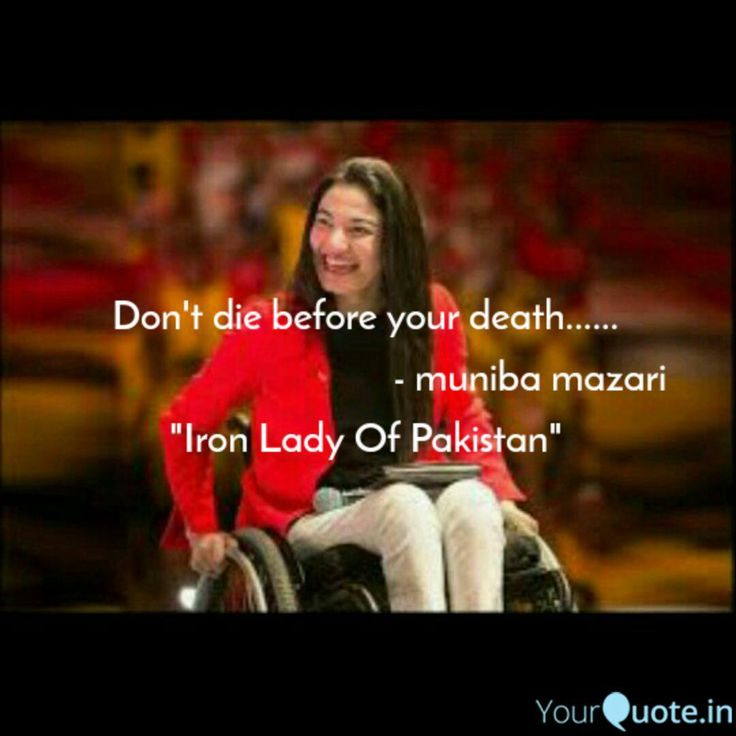 Don't die before your death......
- muniba mazari
"Iron Lady Of Pakistan"
YourQuote.in